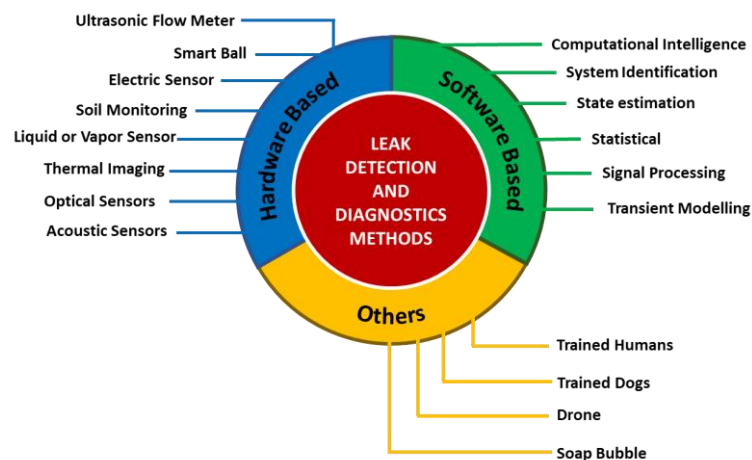 Ultrasonic Flow Meter
Smart Ball
Electric Sensor
Soil Monitoring
Liquid or Vapor Sensor
Thermal Imaging
Optical Sensors
Acoustic Sensors
Hardware Based
LEAK
DETECTION
AND
DIAGNOSTICS
METHODS
Software Based
Computational Intelligence
System Identification
State estimation
Statistical
Signal Processing
Transient Modelling
Others
Trained Humans
Trained Dogs
Drone
Soap Bubble